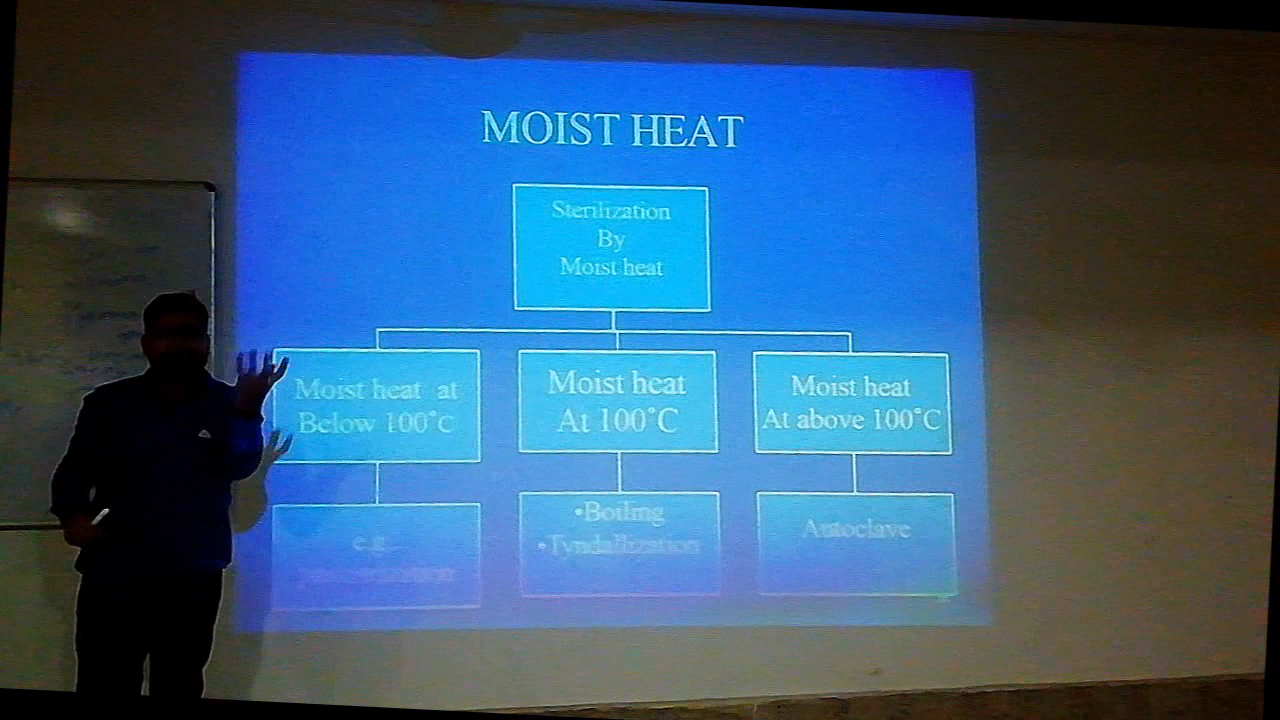 MOIST HEAT
Sterilization
By
Moist heat
Moist heat at
Below 100°C
Moist heat
At 100°C
Moist heat
At above 100°C
e.g.
•Boiling
•Tyndallization
Autoclave